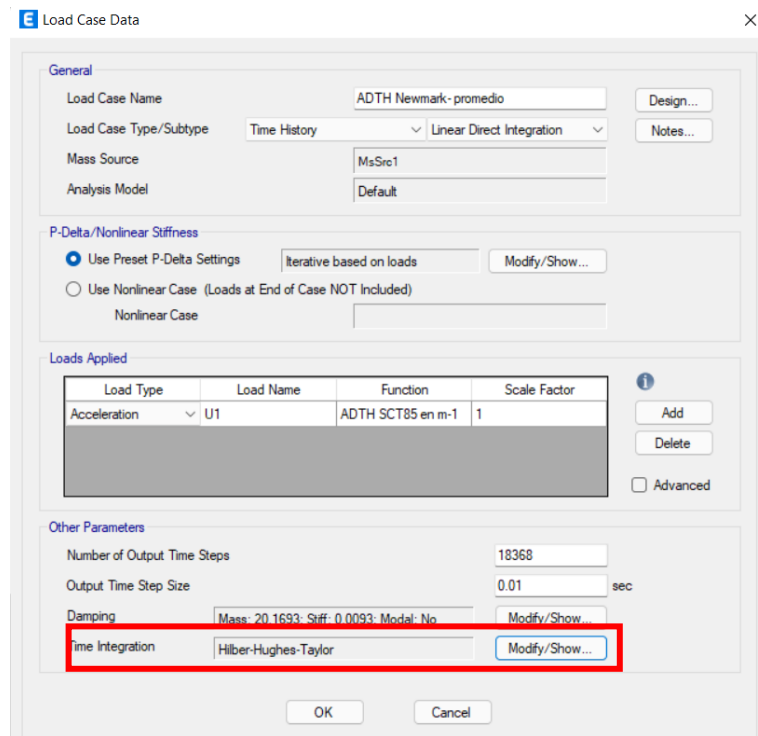 E Load Case Data
General
Load Case Name ADTH Newmark- promedio Design...
Load Case Type/Subtype Time History Linear Direct Integration Notes...
Mass Source MsSrc1
Analysis Model Default
P-Delta/Nonlinear Stiffness
Use Preset P-Delta Settings Iterative based on loads Modify/Show...
Use Nonlinear Case (Loads at End of Case NOT Included)
Nonlinear Case
Loads Applied
Load Type Load Name Function Scale Factor
Acceleration U1 ADTH SCT85 en m-1 1
Add
Delete
Advanced
Other Parameters
Number of Output Time Steps 18368
Output Time Step Size 0.01 sec
Damping Mass: 20.1693; Stiff: 0.0093; Modal: No Modify/Show...
Time Integration Hilber-Hughes-Taylor Modify/Show...
OK Cancel